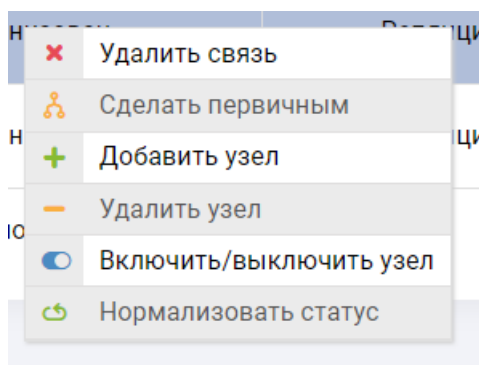 Удалить связь
Сделать первичным
Добавить узел
Удалить узел
Включить/выключить узел
Нормализовать статус